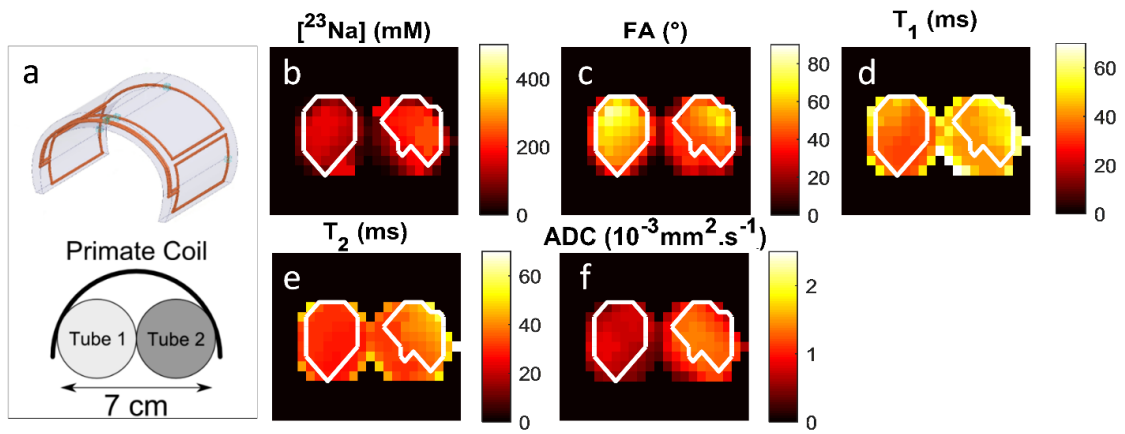 [²³Na] (mM)
FA (°)
T₁ (ms)
a
b
400
200
0
c
80
60
40
20
0
d
60
40
20
0
Primate Coil
Tube 1
Tube 2
7 cm
T₂ (ms)
ADC (10⁻³mm².s⁻¹)
e
60
40
20
0
f
2
1
0